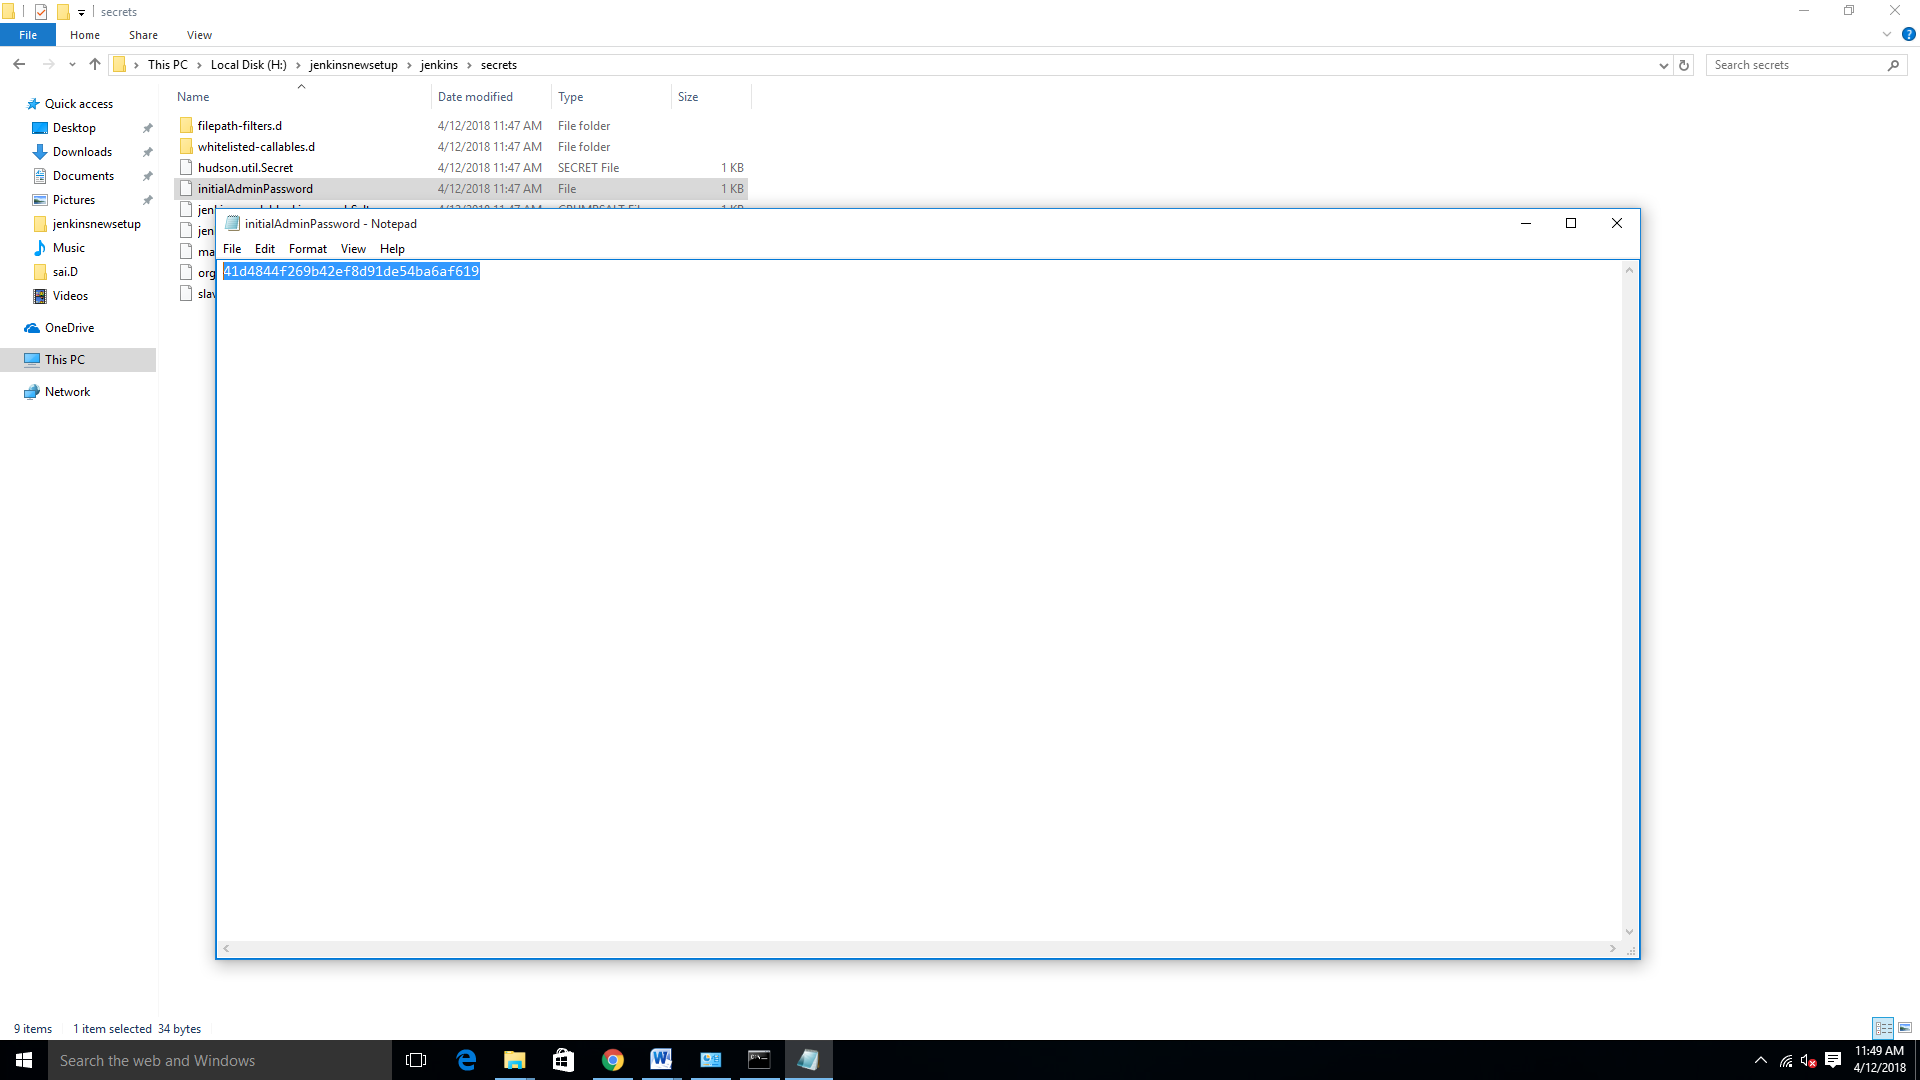 secrets
File Home Share View
This PC Local Disk (H:) jenkinsnewsetup jenkins secrets
Search secrets
Name Date modified Type Size
Quick access
Desktop
Downloads
Documents
Pictures
jenkinsnewsetup
Music
sai.D
Videos
OneDrive
This PC
Network
filepath-filters.d 4/12/2018 11:47 AM File folder
whitelisted-callables.d 4/12/2018 11:47 AM File folder
hudson.util.Secret 4/12/2018 11:47 AM SECRET File 1 KB
initialAdminPassword 4/12/2018 11:47 AM File 1 KB
jen
jen
ma
org
slav
initialAdminPassword - Notepad
File Edit Format View Help
41d4844f269b42ef8d91de54ba6af619
9 items 1 item selected 34 bytes
Search the web and Windows
11:49 AM
4/12/2018